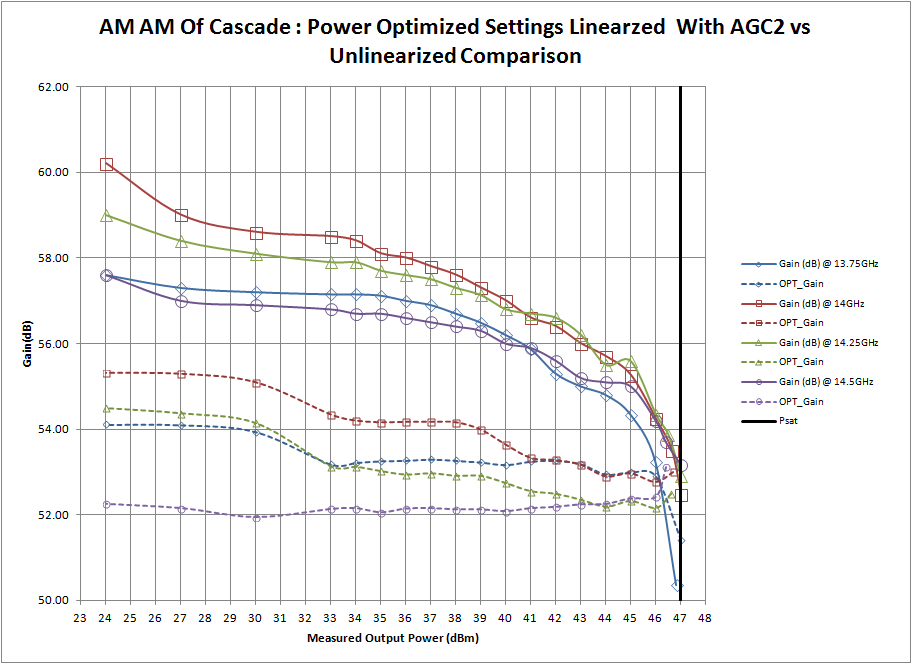 AM AM Of Cascade : Power Optimized Settings Linearzed With AGC2 vs
Unlinearized Comparison
62.00
60.00
58.00
56.00
54.00
52.00
50.00
Gain(dB)
23 24 25 26 27 28 29 30 31 32 33 34 35 36 37 38 39 40 41 42 43 44 45 46 47 48
Measured Output Power (dBm)
Gain (dB) @ 13.75GHz
OPT_Gain
Gain (dB) @ 14GHz
OPT_Gain
Gain (dB) @ 14.25GHz
OPT_Gain
Gain (dB) @ 14.5GHz
OPT_Gain
Psat